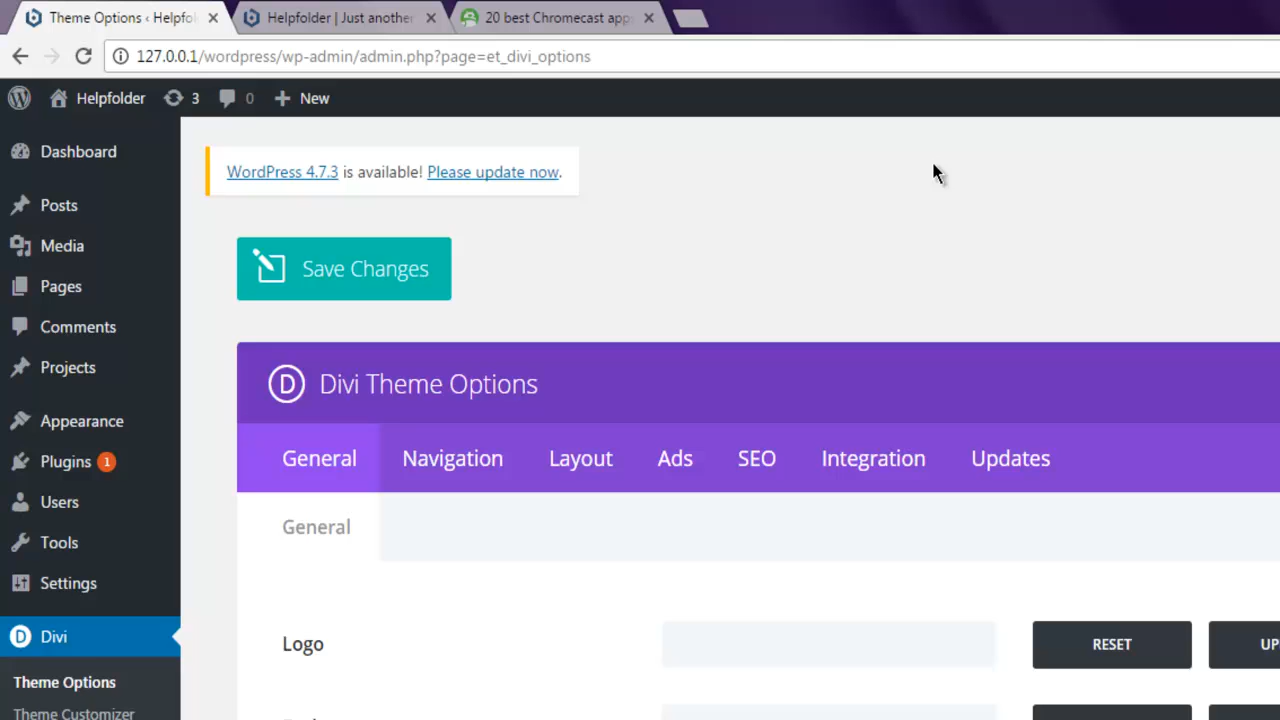 Theme Options ‹ Helpfol
Helpfolder | Just another
20 best Chromecast apps
127.0.0.1/wordpress/wp-admin/admin.php?page=et_divi_options
Helpfolder 3 0 New
Dashboard
Posts
Media
Pages
Comments
Projects
Appearance
Plugins 1
Users
Tools
Settings
D Divi
Theme Options
Theme Customizer
WordPress 4.7.3 is available! Please update now.
Save Changes
D Divi Theme Options
General Navigation Layout Ads SEO Integration Updates
General
Logo RESET UP